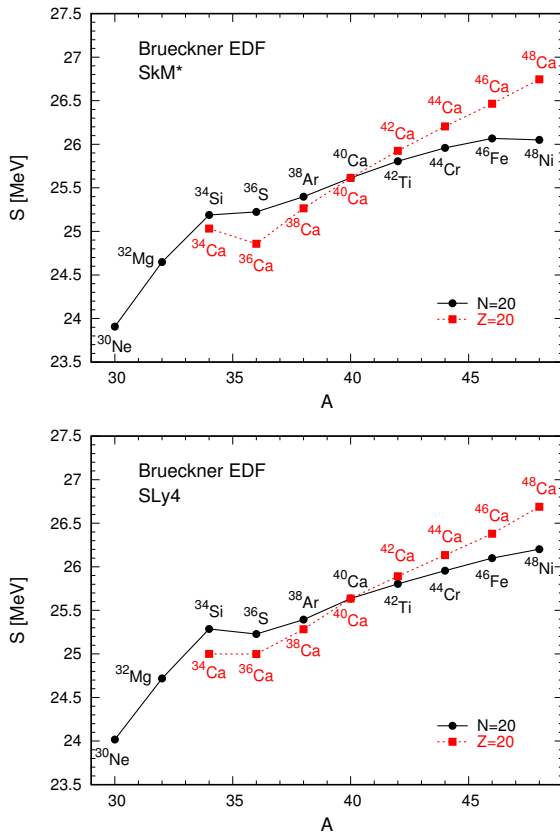 27.5
27
26.5
26
25.5
25
24.5
24
23.5
S [MeV]
Brueckner EDF
SkM*
30Ne
32Mg
34Si
36S
38Ar
40Ca
42Ti
44Cr
46Fe
48Ni
34Ca
36Ca
38Ca
40Ca
42Ca
44Ca
46Ca
48Ca
N=20
Z=20
30 35 40 45
A
27.5
27
26.5
26
25.5
25
24.5
24
23.5
S [MeV]
Brueckner EDF
SLy4
30Ne
32Mg
34Si
36S
38Ar
40Ca
42Ti
44Cr
46Fe
48Ni
34Ca
36Ca
38Ca
40Ca
42Ca
44Ca
46Ca
48Ca
N=20
Z=20
30 35 40 45
A